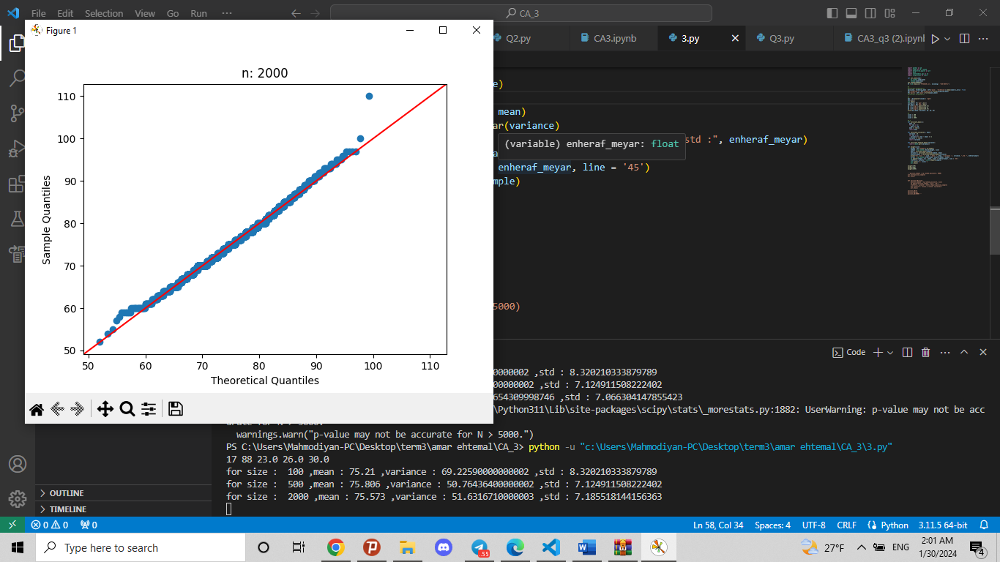 File Edit Selection View Go Run ···
CA_3
Figure 1
Q2.py
CA3.ipynb
3.py
Q3.py
CA3_q3 (2).ipynl
n: 2000
110
100
90
80
70
60
50
Sample Quantiles
50 60 70 80 90 100 110
Theoretical Quantiles
e)
mean)
ar(variance)
std :", enheraf_meyar)
(variable) enheraf_meyar: float
enheraf_meyar, line = '45')
mple)
5000)
Code
0000002 ,std : 8.320210333879789
00000002 ,std : 7.124911508222402
654309998746 ,std : 7.066304147855423
\Python311\Lib\site-packages\scipy\stats\_morestats.py:1882: UserWarning: p-value may not be acc
urate for N > 5000.
warnings.warn("p-value may not be accurate for N > 5000.")
PS C:\Users\Mahmodiyan-PC\Desktop\term3\amar ehtemal\CA_3> python -u "c:\Users\Mahmodiyan-PC\Desktop\term3\amar ehtemal\CA_3\3.py"
17 88 23.0 26.0 30.0
for size :  100 ,mean : 75.21 ,variance : 69.22590000000002 ,std : 8.320210333879789
for size :  500 ,mean : 75.806 ,variance : 50.76436400000002 ,std : 7.124911508222402
for size :  2000 ,mean : 75.573 ,variance : 51.6316710000003 ,std : 7.185518144156363
OUTLINE
TIMELINE
0 0 0
Ln 58, Col 34 Spaces: 4 UTF-8 CRLF Python 3.11.5 64-bit
Type here to search
.55
27°F
ENG
2:01 AM
1/30/2024
4